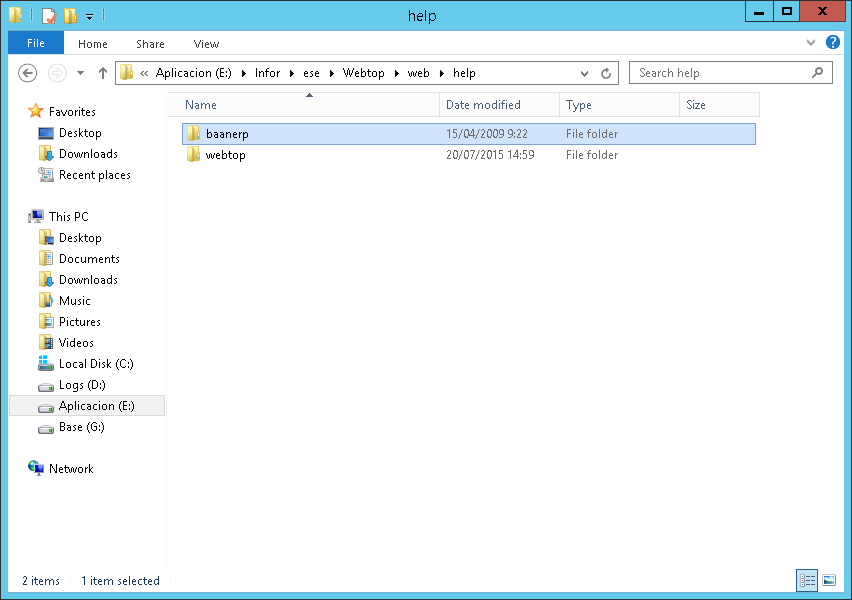 help
File Home Share View
« Aplicacion (E:) Infor ese Webtop web help
Search help
Name Date modified Type Size
baanerp 15/04/2009 9:22 File folder
webtop 20/07/2015 14:59 File folder
Favorites
Desktop
Downloads
Recent places
This PC
Desktop
Documents
Downloads
Music
Pictures
Videos
Local Disk (C:)
Logs (D:)
Aplicacion (E:)
Base (G:)
Network
2 items 1 item selected